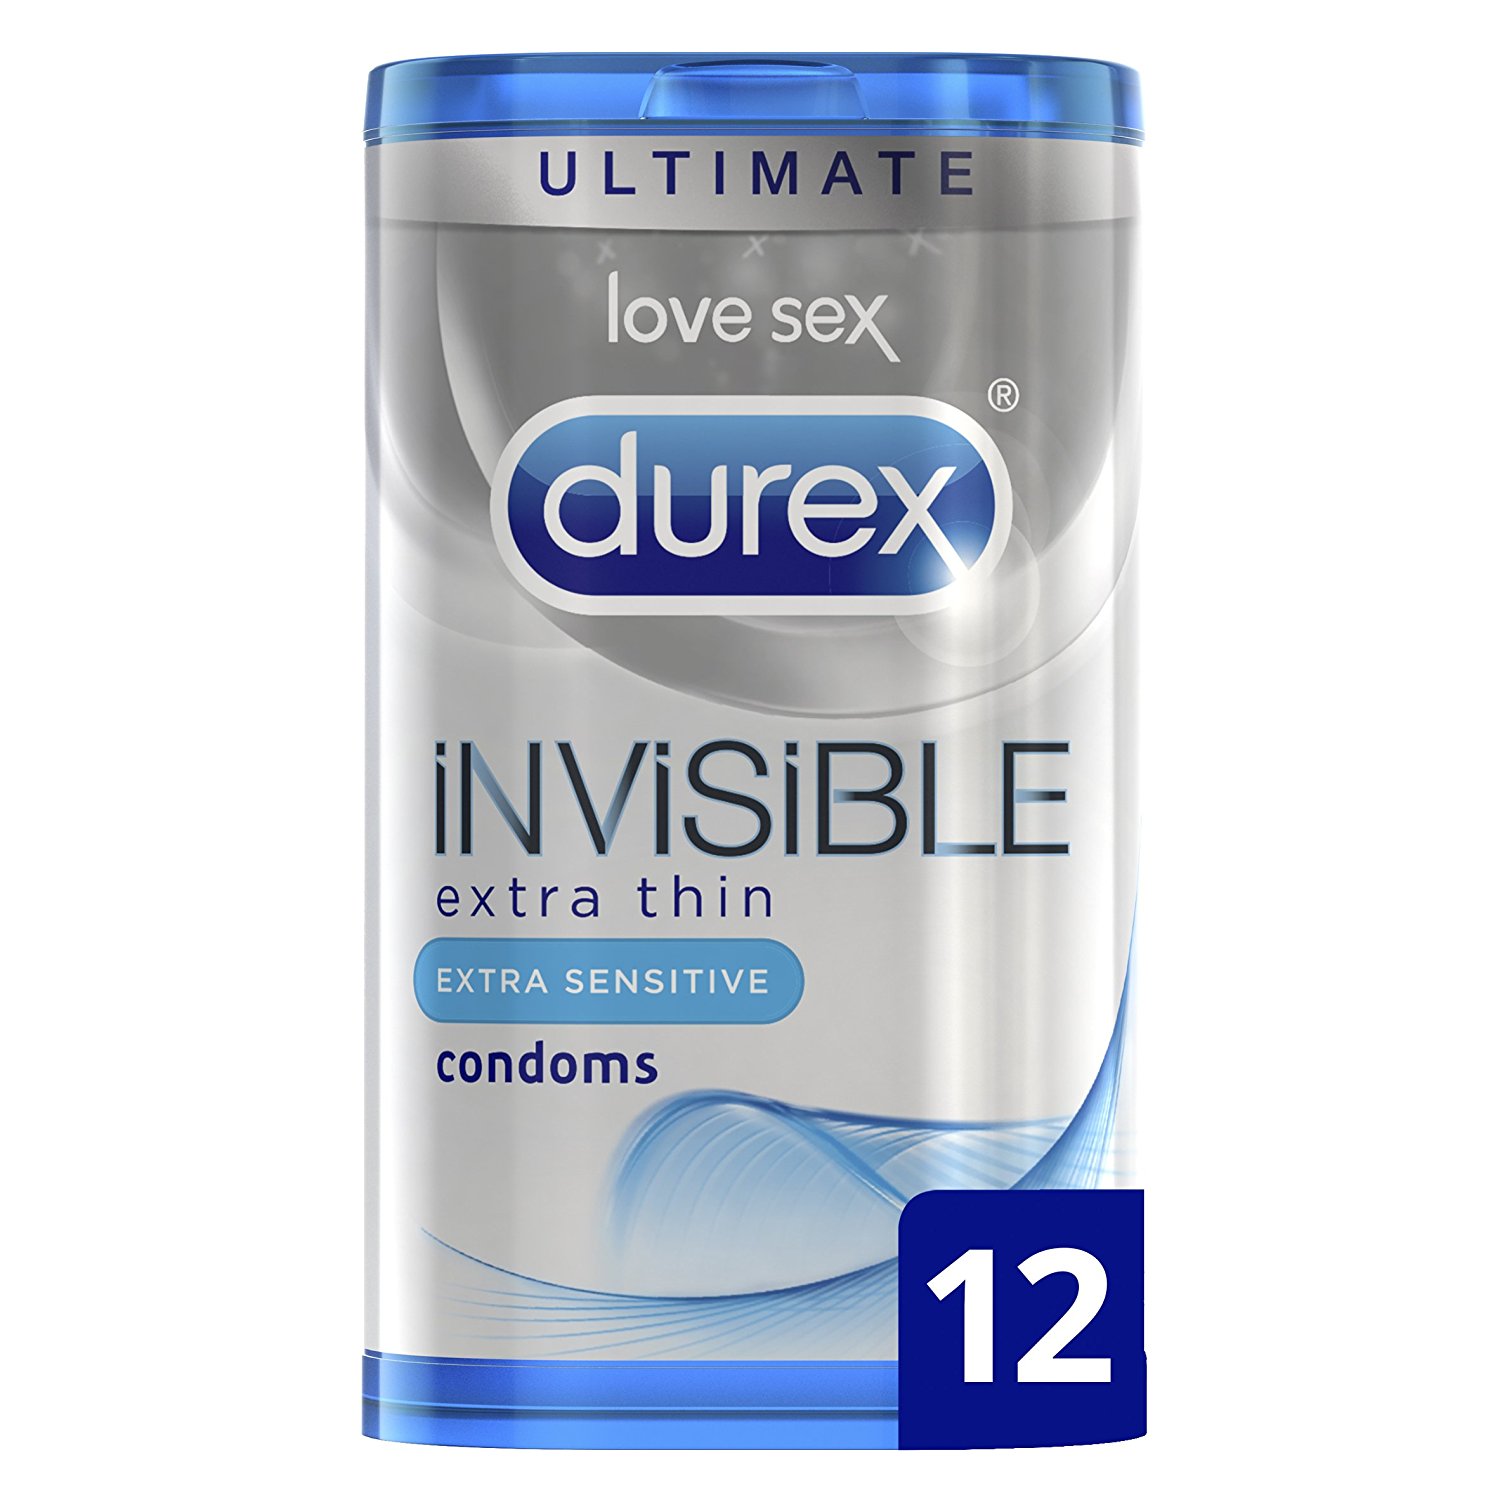 ULTIMATE
love sex
durex®
iNViSiBLE
extra thin
EXTRA SENSITIVE
condoms
12